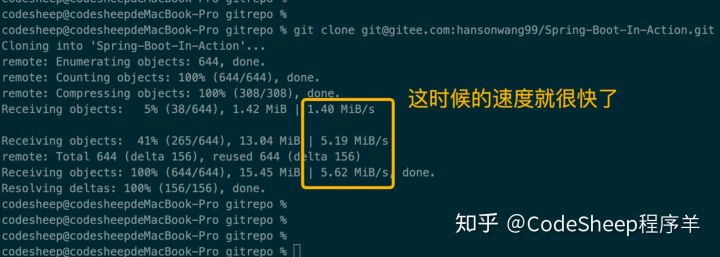 codesheep@codesheepdeMacBook-Pro gitrepo %
codesheep@codesheepdeMacBook-Pro gitrepo %
codesheep@codesheepdeMacBook-Pro gitrepo % git clone git@gitee.com:hansonwang99/Spring-Boot-In-Action.git
Cloning into 'Spring-Boot-In-Action'...
remote: Enumerating objects: 644, done.
remote: Counting objects: 100% (644/644), done.
remote: Compressing objects: 100% (308/308), done.
Receiving objects:   5% (38/644), 1.42 MiB | 1.40 MiB/s
这时候的速度就很快了
Receiving objects:  41% (265/644), 13.04 MiB | 5.19 MiB/s
remote: Total 644 (delta 156), reused 644 (delta 156)
Receiving objects: 100% (644/644), 15.45 MiB | 5.62 MiB/s, done.
Resolving deltas: 100% (156/156), done.
codesheep@codesheepdeMacBook-Pro gitrepo %
codesheep@codesheepdeMacBook-Pro gitrepo %
codesheep@codesheepdeMacBook-Pro gitrepo %
codesheep@codesheepdeMacBook-Pro gitrepo %
知乎 @CodeSheep程序羊